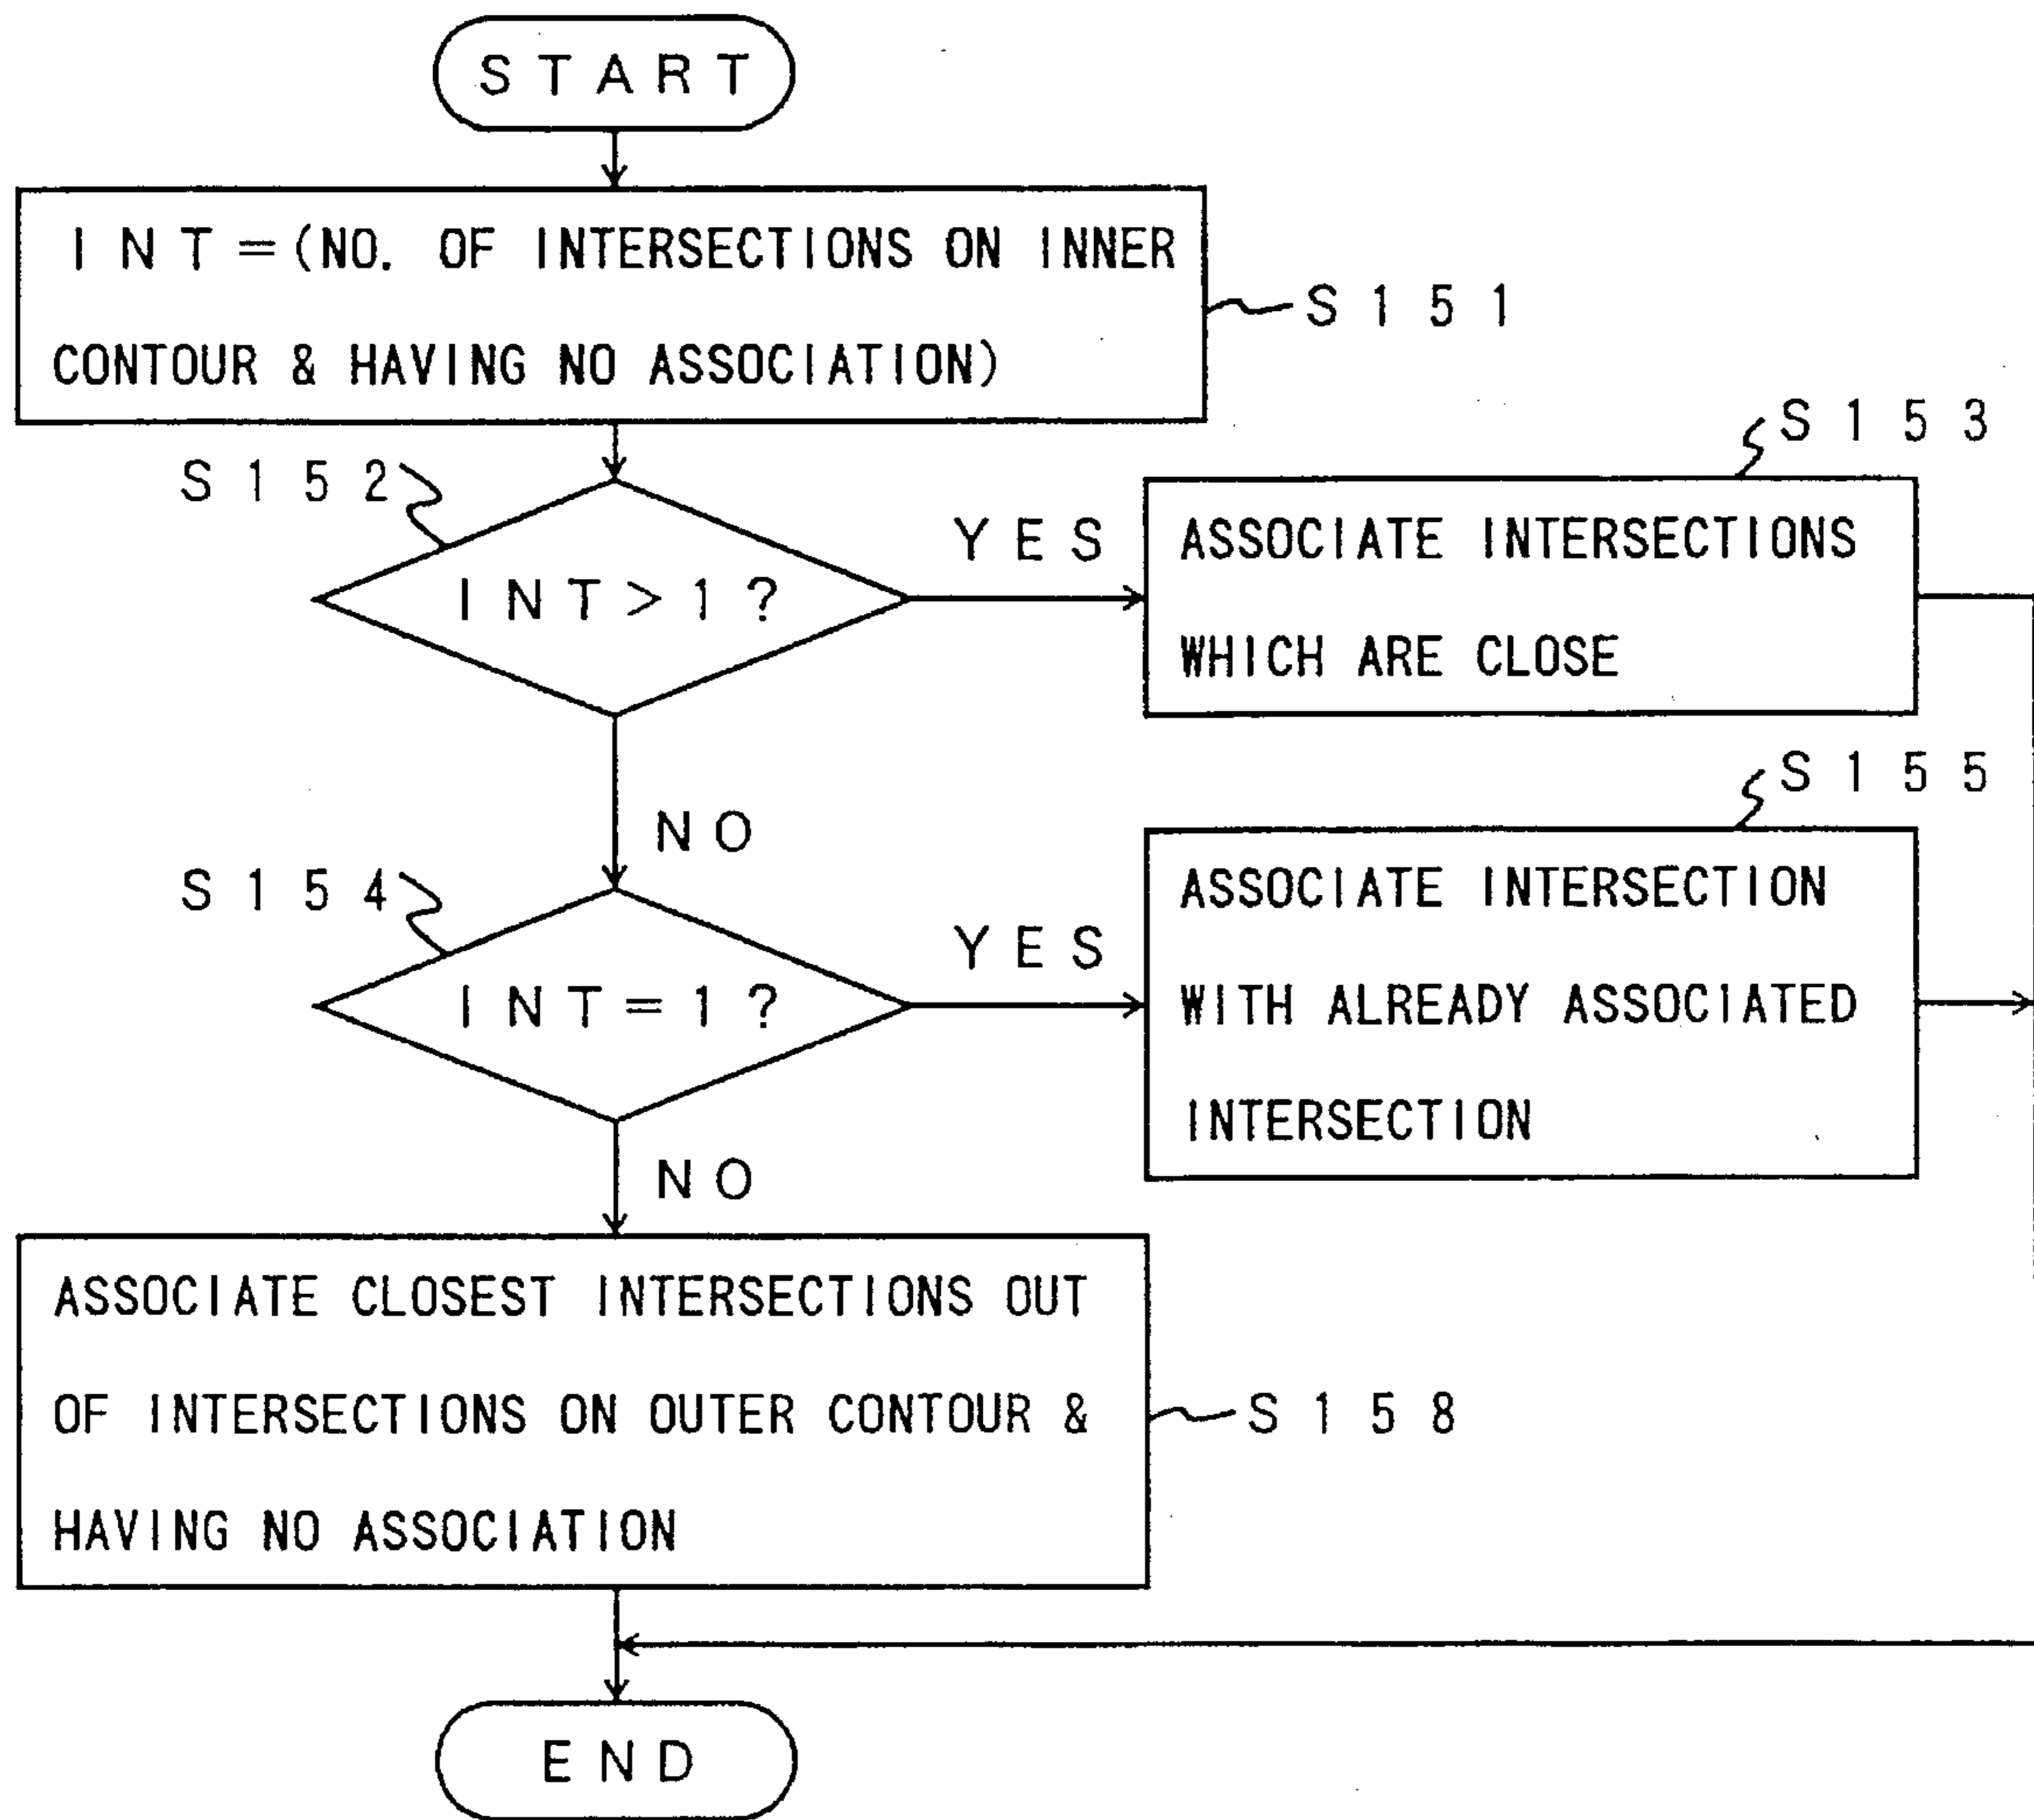 START
INT=(NO. OF INTERSECTIONS ON INNER
CONTOUR & HAVING NO ASSOCIATION)
S151
S152
INT>1?
YES
S153
ASSOCIATE INTERSECTIONS
WHICH ARE CLOSE
NO
S154
INT=1?
YES
S155
ASSOCIATE INTERSECTION
WITH ALREADY ASSOCIATED
INTERSECTION
NO
ASSOCIATE CLOSEST INTERSECTIONS OUT
OF INTERSECTIONS ON OUTER CONTOUR &
HAVING NO ASSOCIATION
S158
END